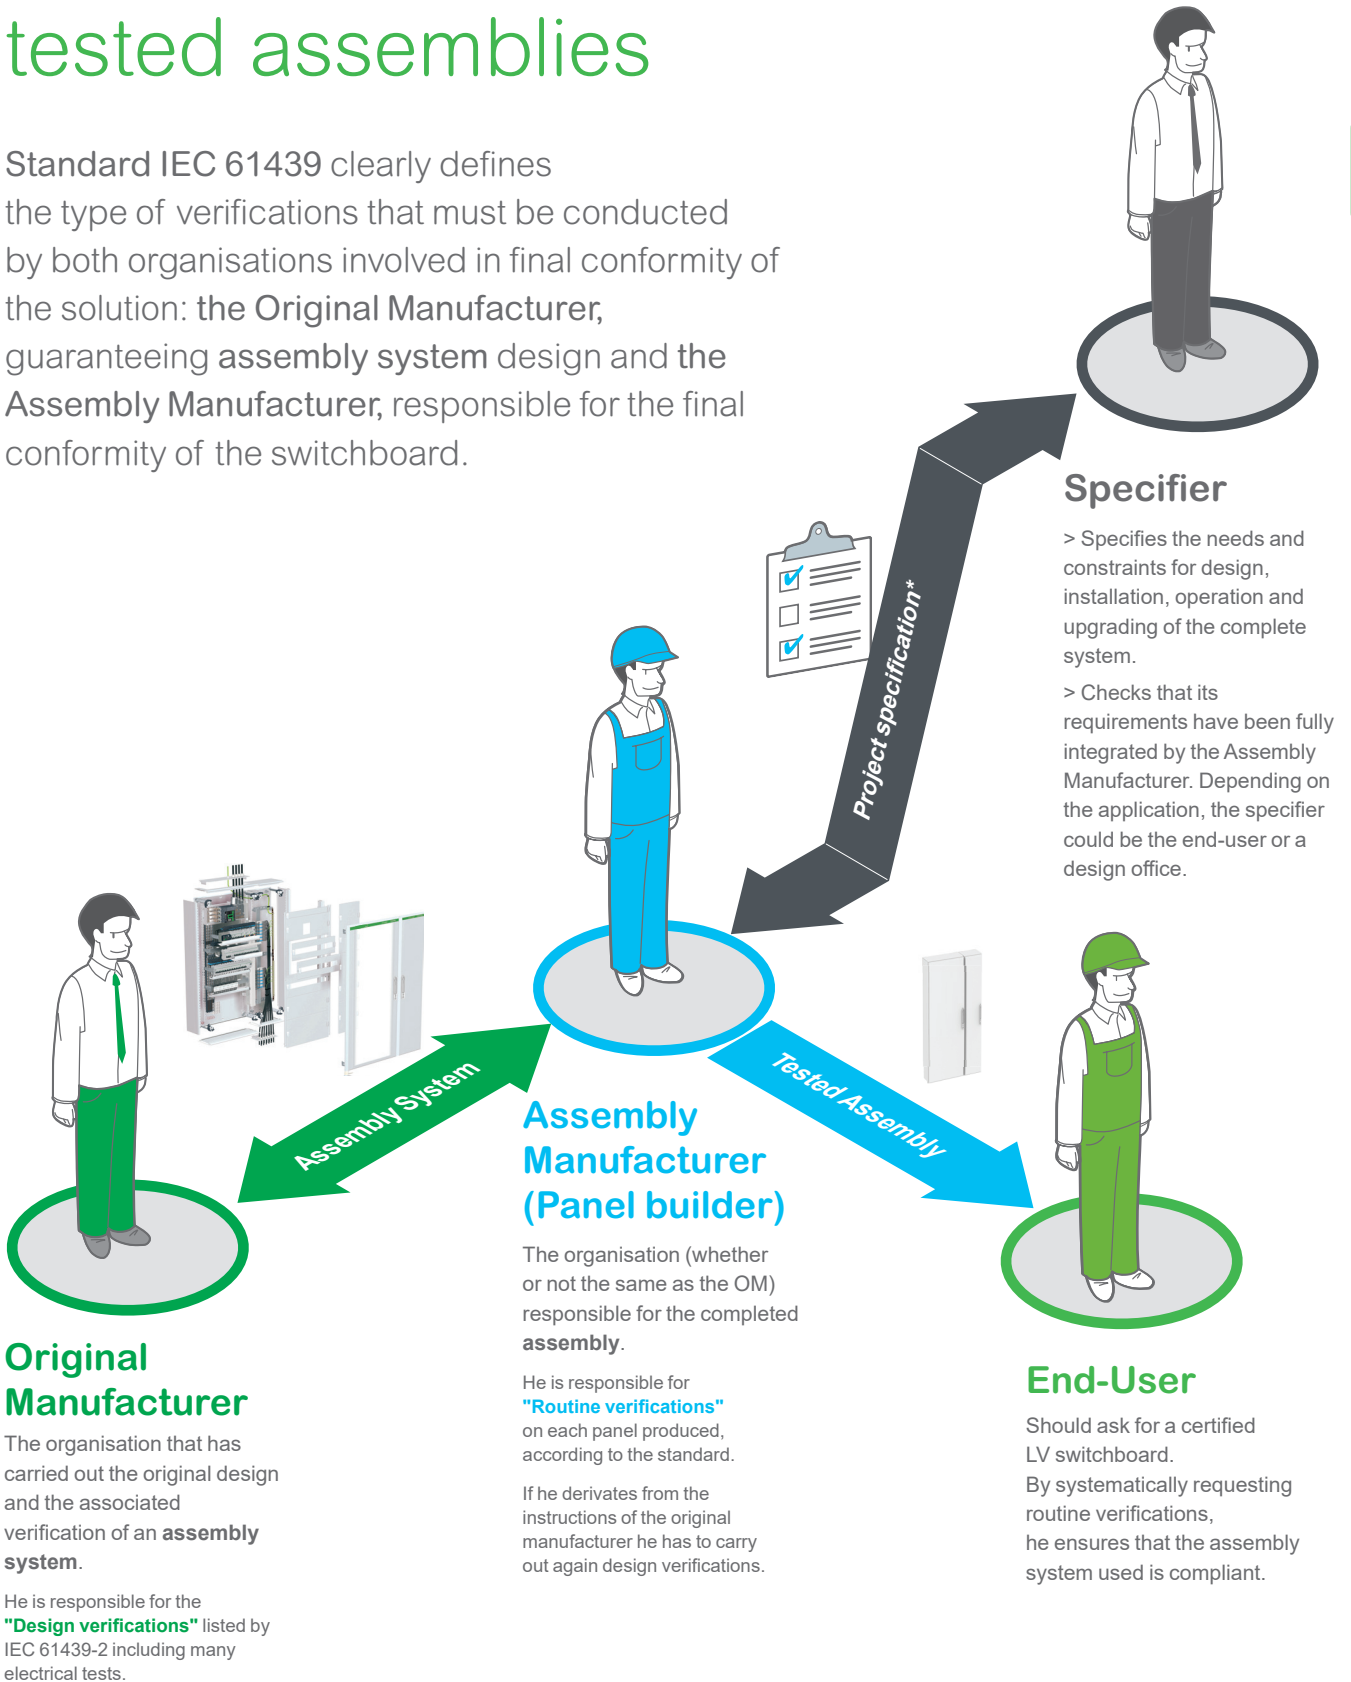 tested assemblies
Standard IEC 61439 clearly defines
the type of verifications that must be conducted
by both organisations involved in final conformity of
the solution: the Original Manufacturer,
guaranteeing assembly system design and the
Assembly Manufacturer, responsible for the final
conformity of the switchboard.
Specifier
> Specifies the needs and
constraints for design,
installation, operation and
upgrading of the complete
system.
> Checks that its
requirements have been fully
integrated by the Assembly
Manufacturer. Depending on
the application, the specifier
could be the end-user or a
design office.
Project specification*
Assembly System
Tested Assembly
Assembly
Manufacturer
(Panel builder)
The organisation (whether
or not the same as the OM)
responsible for the completed
assembly.
He is responsible for
"Routine verifications"
on each panel produced,
according to the standard.
If he derivates from the
instructions of the original
manufacturer he has to carry
out again design verifications.
Original
Manufacturer
The organisation that has
carried out the original design
and the associated
verification of an assembly
system.
He is responsible for the
"Design verifications" listed by
IEC 61439-2 including many
electrical tests.
End-User
Should ask for a certified
LV switchboard.
By systematically requesting
routine verifications,
he ensures that the assembly
system used is compliant.